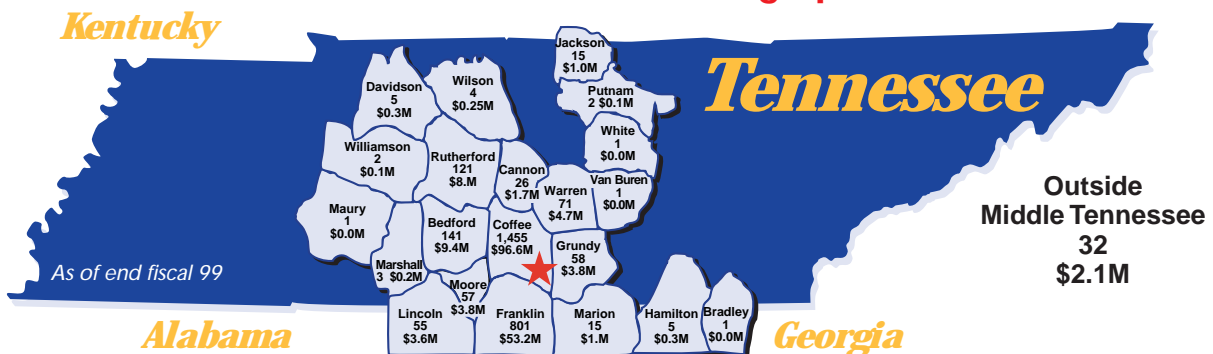 Kentucky
Tennessee
Jackson
15
$1.0M
Davidson
5
$0.3M
Wilson
4
$0.25M
Putnam
2 $0.1M
White
1
$0.0M
Williamson
2
$0.1M
Rutherford
121
$8.M
Cannon
26
$1.7M
Warren
71
$4.7M
Van Buren
1
$0.0M
Maury
1
$0.0M
Marshall
3 $0.2M
Bedford
141
$9.4M
Coffee
1,455
$96.6M
Grundy
58
$3.8M
Moore
57
$3.8M
Lincoln
55
$3.6M
Franklin
801
$53.2M
Marion
15
$1.M
Hamilton
5
$0.3M
Bradley
1
$0.0M
Outside
Middle Tennessee
32
$2.1M
As of end fiscal 99
Alabama
Georgia